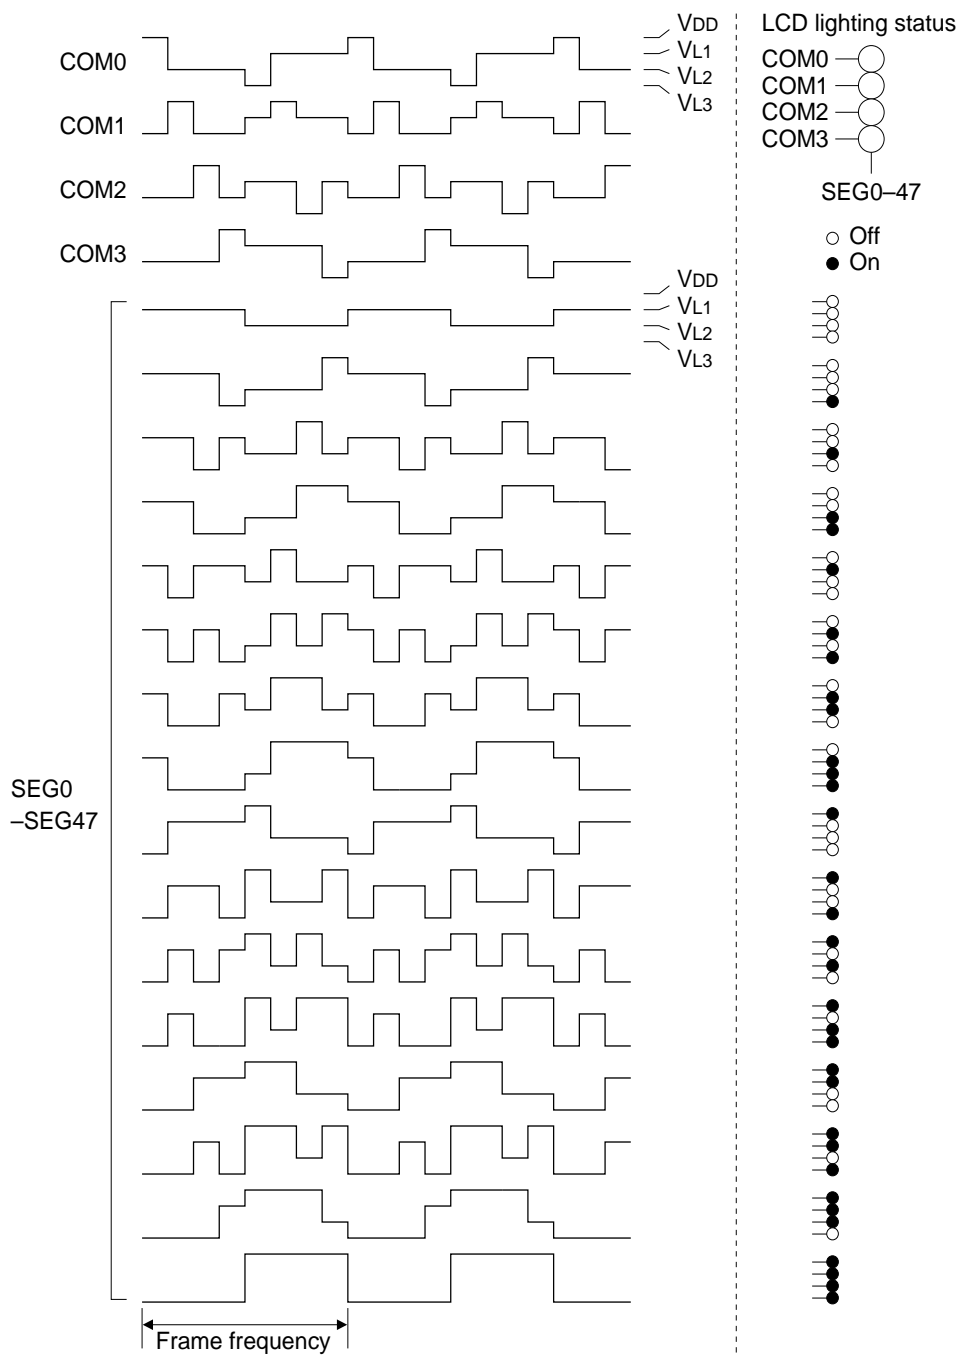 VDD
VL1
VL2
VL3
COM0
COM1
COM2
COM3
LCD lighting status
COM0
COM1
COM2
COM3
SEG0–47
Off
On
VDD
VL1
VL2
VL3
SEG0
–SEG47
Frame frequency